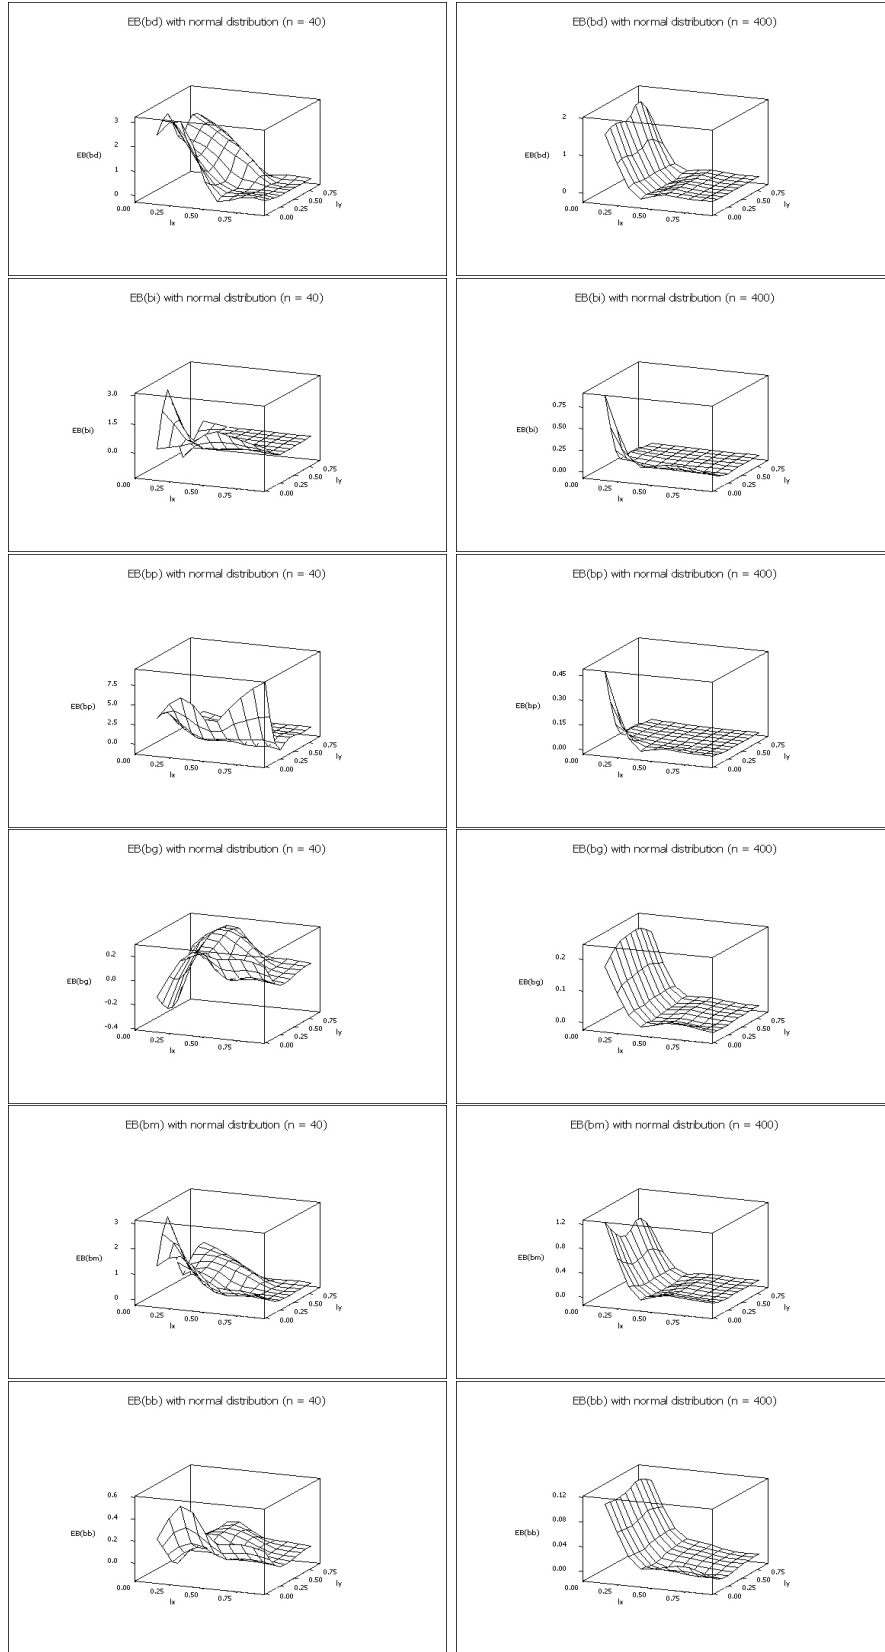 EB(bd) with normal distribution (n = 40)
3
2
1
0
EB(bd)
0.00
0.25
0.50
0.75
lx
0.00
0.25
0.50
0.75
ly
EB(bd) with normal distribution (n = 400)
2
1
0
EB(bd)
0.00
0.25
0.50
0.75
lx
0.00
0.25
0.50
0.75
ly
EB(bi) with normal distribution (n = 40)
3.0
1.5
0.0
EB(bi)
0.00
0.25
0.50
0.75
lx
0.00
0.25
0.50
0.75
ly
EB(bi) with normal distribution (n = 400)
0.75
0.50
0.25
0.00
EB(bi)
0.00
0.25
0.50
0.75
lx
0.00
0.25
0.50
0.75
ly
EB(bp) with normal distribution (n = 40)
7.5
5.0
2.5
0.0
EB(bp)
0.00
0.25
0.50
0.75
lx
0.00
0.25
0.50
0.75
ly
EB(bp) with normal distribution (n = 400)
0.45
0.30
0.15
0.00
EB(bp)
0.00
0.25
0.50
0.75
lx
0.00
0.25
0.50
0.75
ly
EB(bg) with normal distribution (n = 40)
0.2
0.0
-0.2
-0.4
EB(bg)
0.00
0.25
0.50
0.75
lx
0.00
0.25
0.50
0.75
ly
EB(bg) with normal distribution (n = 400)
0.2
0.1
0.0
EB(bg)
0.00
0.25
0.50
0.75
lx
0.00
0.25
0.50
0.75
ly
EB(bm) with normal distribution (n = 40)
3
2
1
0
EB(bm)
0.00
0.25
0.50
0.75
lx
0.00
0.25
0.50
0.75
ly
EB(bm) with normal distribution (n = 400)
1.2
0.8
0.4
0.0
EB(bm)
0.00
0.25
0.50
0.75
lx
0.00
0.25
0.50
0.75
ly
EB(bb) with normal distribution (n = 40)
0.6
0.4
0.2
0.0
EB(bb)
0.00
0.25
0.50
0.75
lx
0.00
0.25
0.50
0.75
ly
EB(bb) with normal distribution (n = 400)
0.12
0.08
0.04
0.00
EB(bb)
0.00
0.25
0.50
0.75
lx
0.00
0.25
0.50
0.75
ly